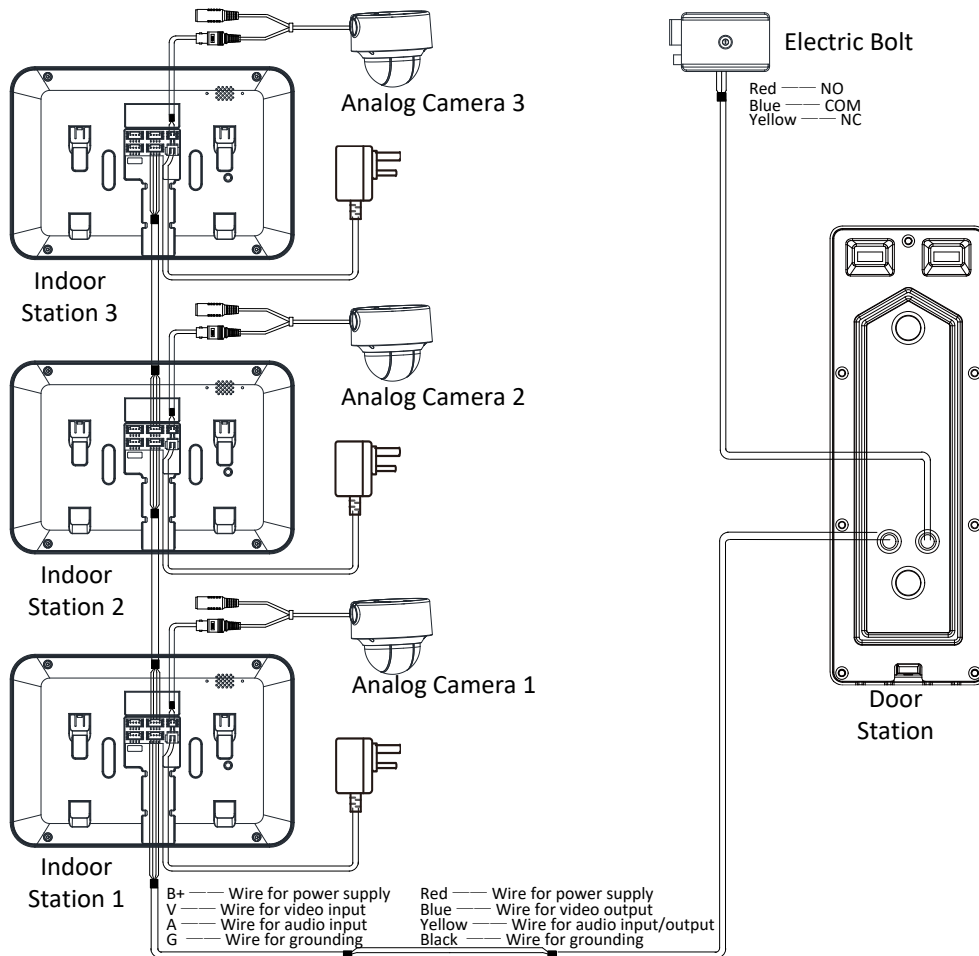 Analog Camera 3
Electric Bolt
Red —— NO
Blue —— COM
Yellow —— NC
Indoor
Station 3
Analog Camera 2
Indoor
Station 2
Analog Camera 1
Door
Station
Indoor
Station 1
B+ —— Wire for power supply
V —— Wire for video input
A —— Wire for audio input
G —— Wire for grounding
Red —— Wire for power supply
Blue —— Wire for video output
Yellow —— Wire for audio input/output
Black —— Wire for grounding